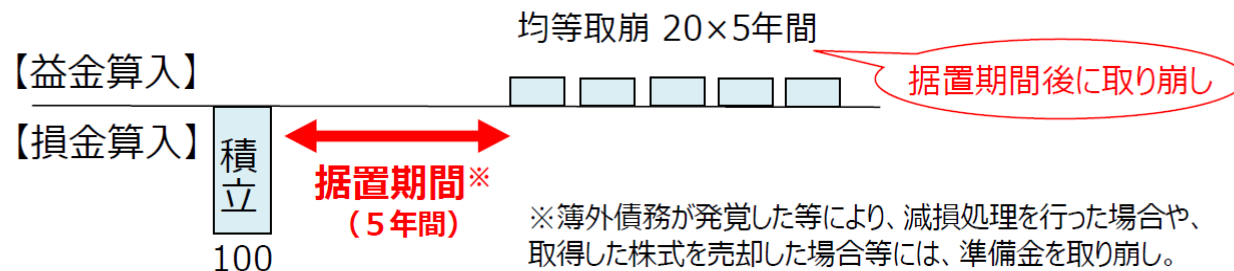 均等取崩 20×5年間
【益金算入】
据置期間後に取り崩し
【損金算入】
積立
据置期間※
（５年間）
100
※簿外債務が発覚した等により、減損処理を行った場合や、
取得した株式を売却した場合等には、準備金を取り崩し。